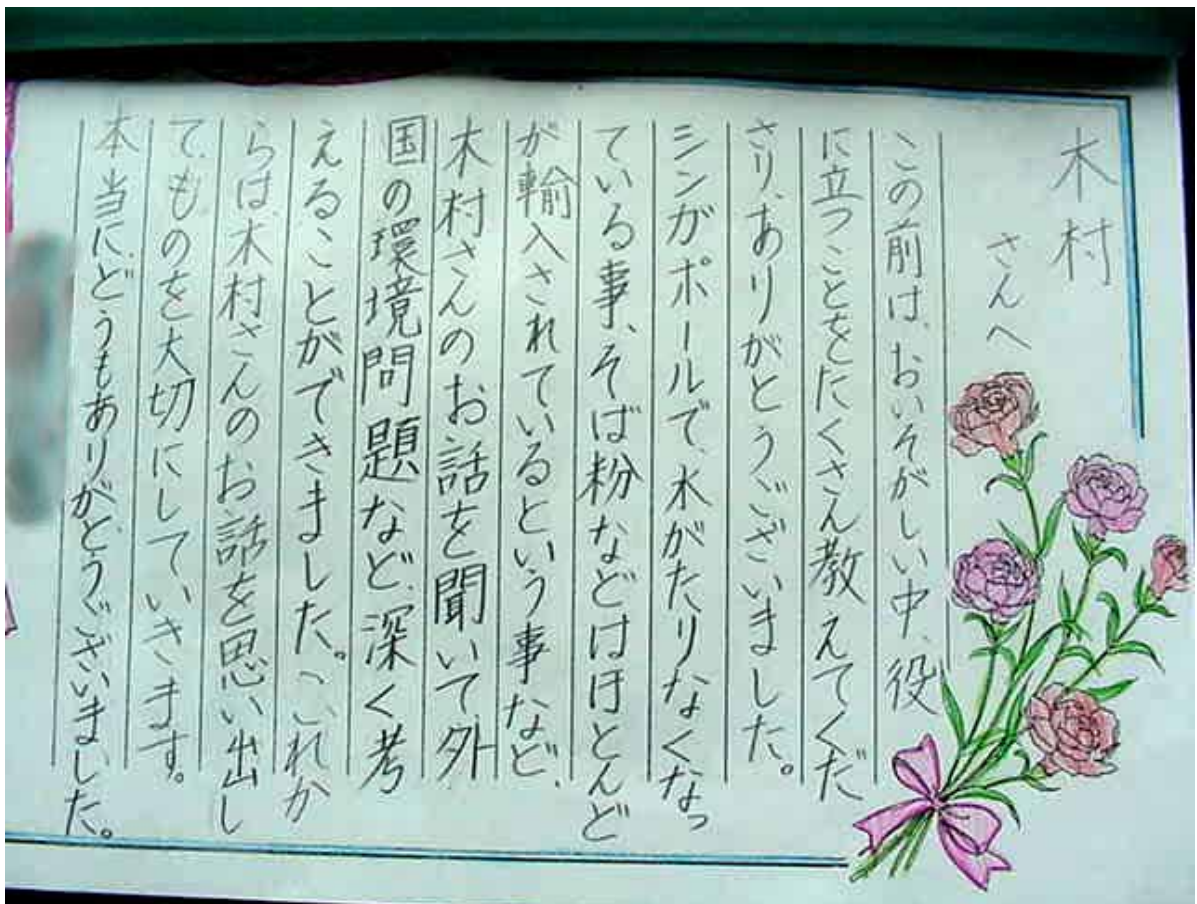 木村
さんへ
この前は、おいそがしい中、役
に立つことをたくさん教えてくだ
さり、ありがとうございました。
シンガポールで、水がたりなくなっ
ている事、そば粉などはほとんど
が輸入されているという事など、
木村さんのお話を聞いて外
国の環境問題など、深く考
えることができました。これか
らは、木村さんのお話を思い出し
て、ものを大切にしていきます。
本当に、どうもありがとうございました。